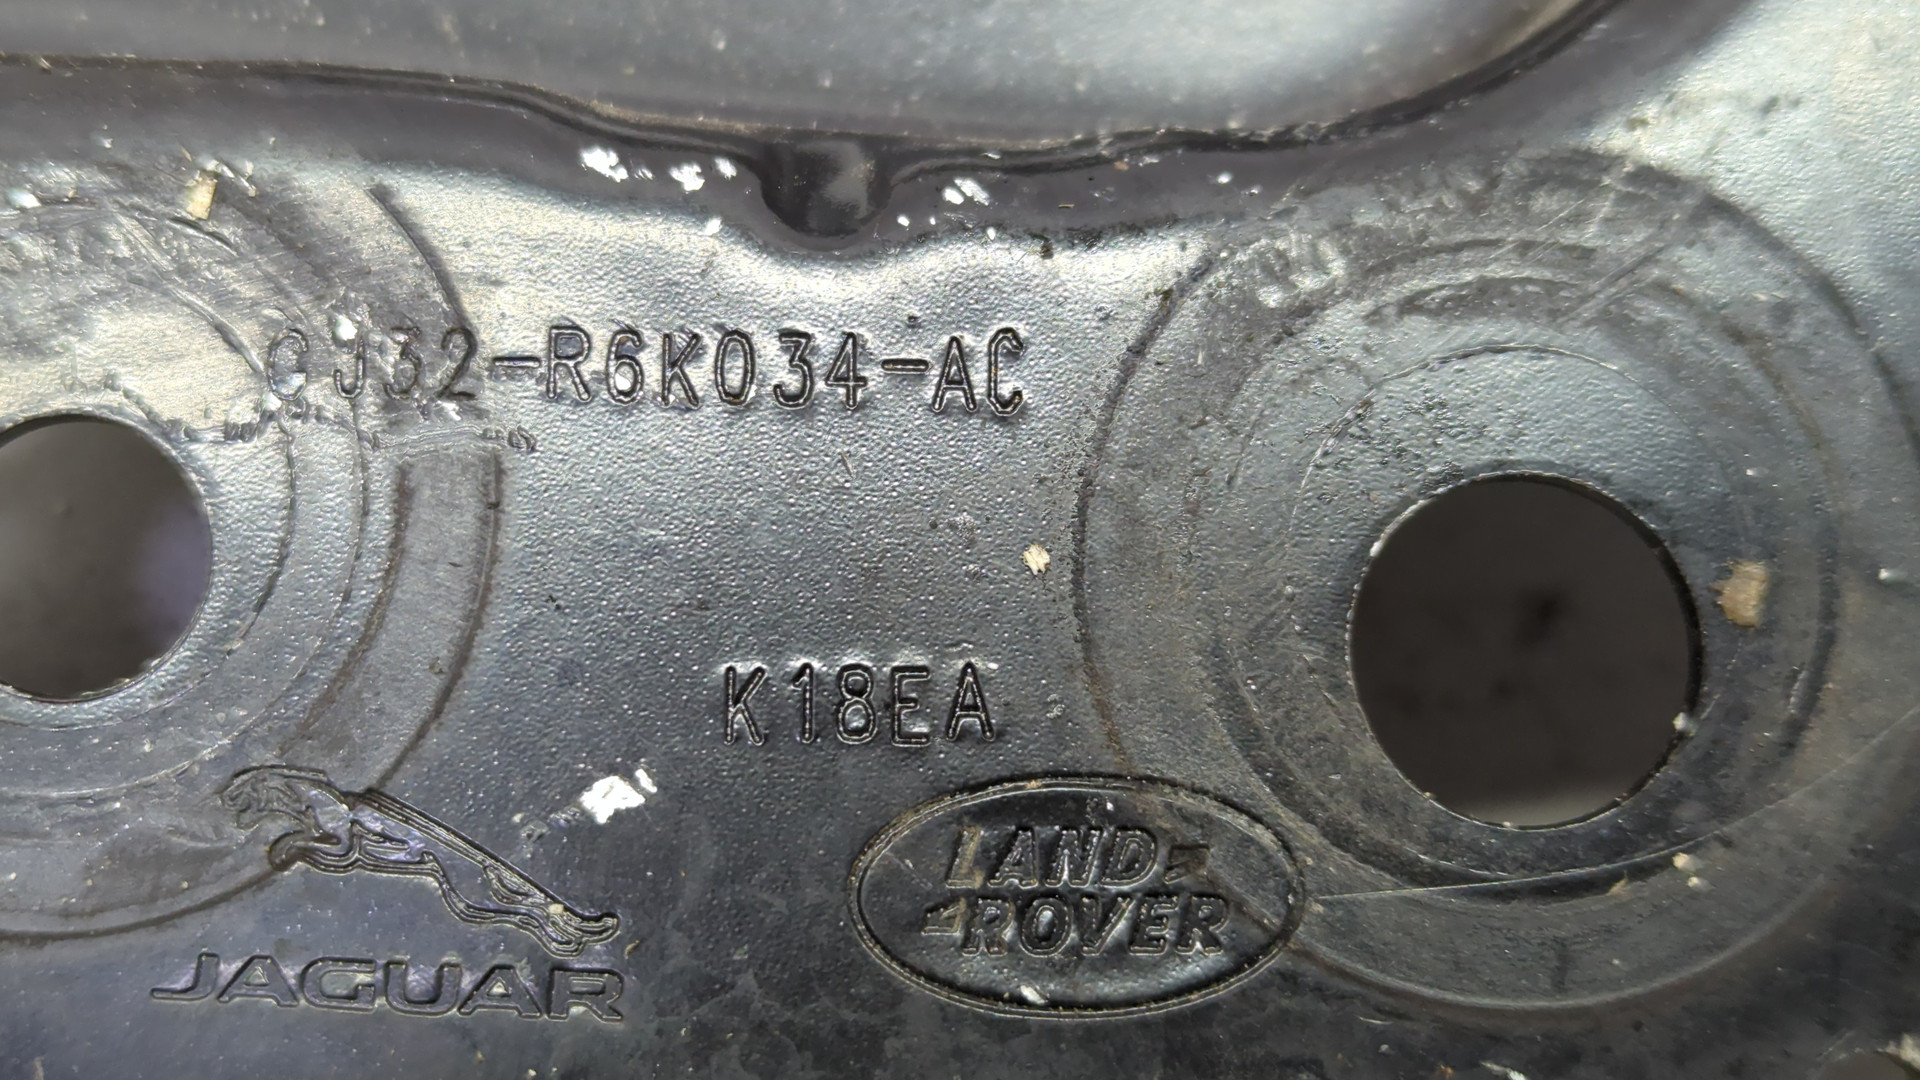 GJ32-R6K034-AC
K18EA
JAGUAR
LAND
ROVER